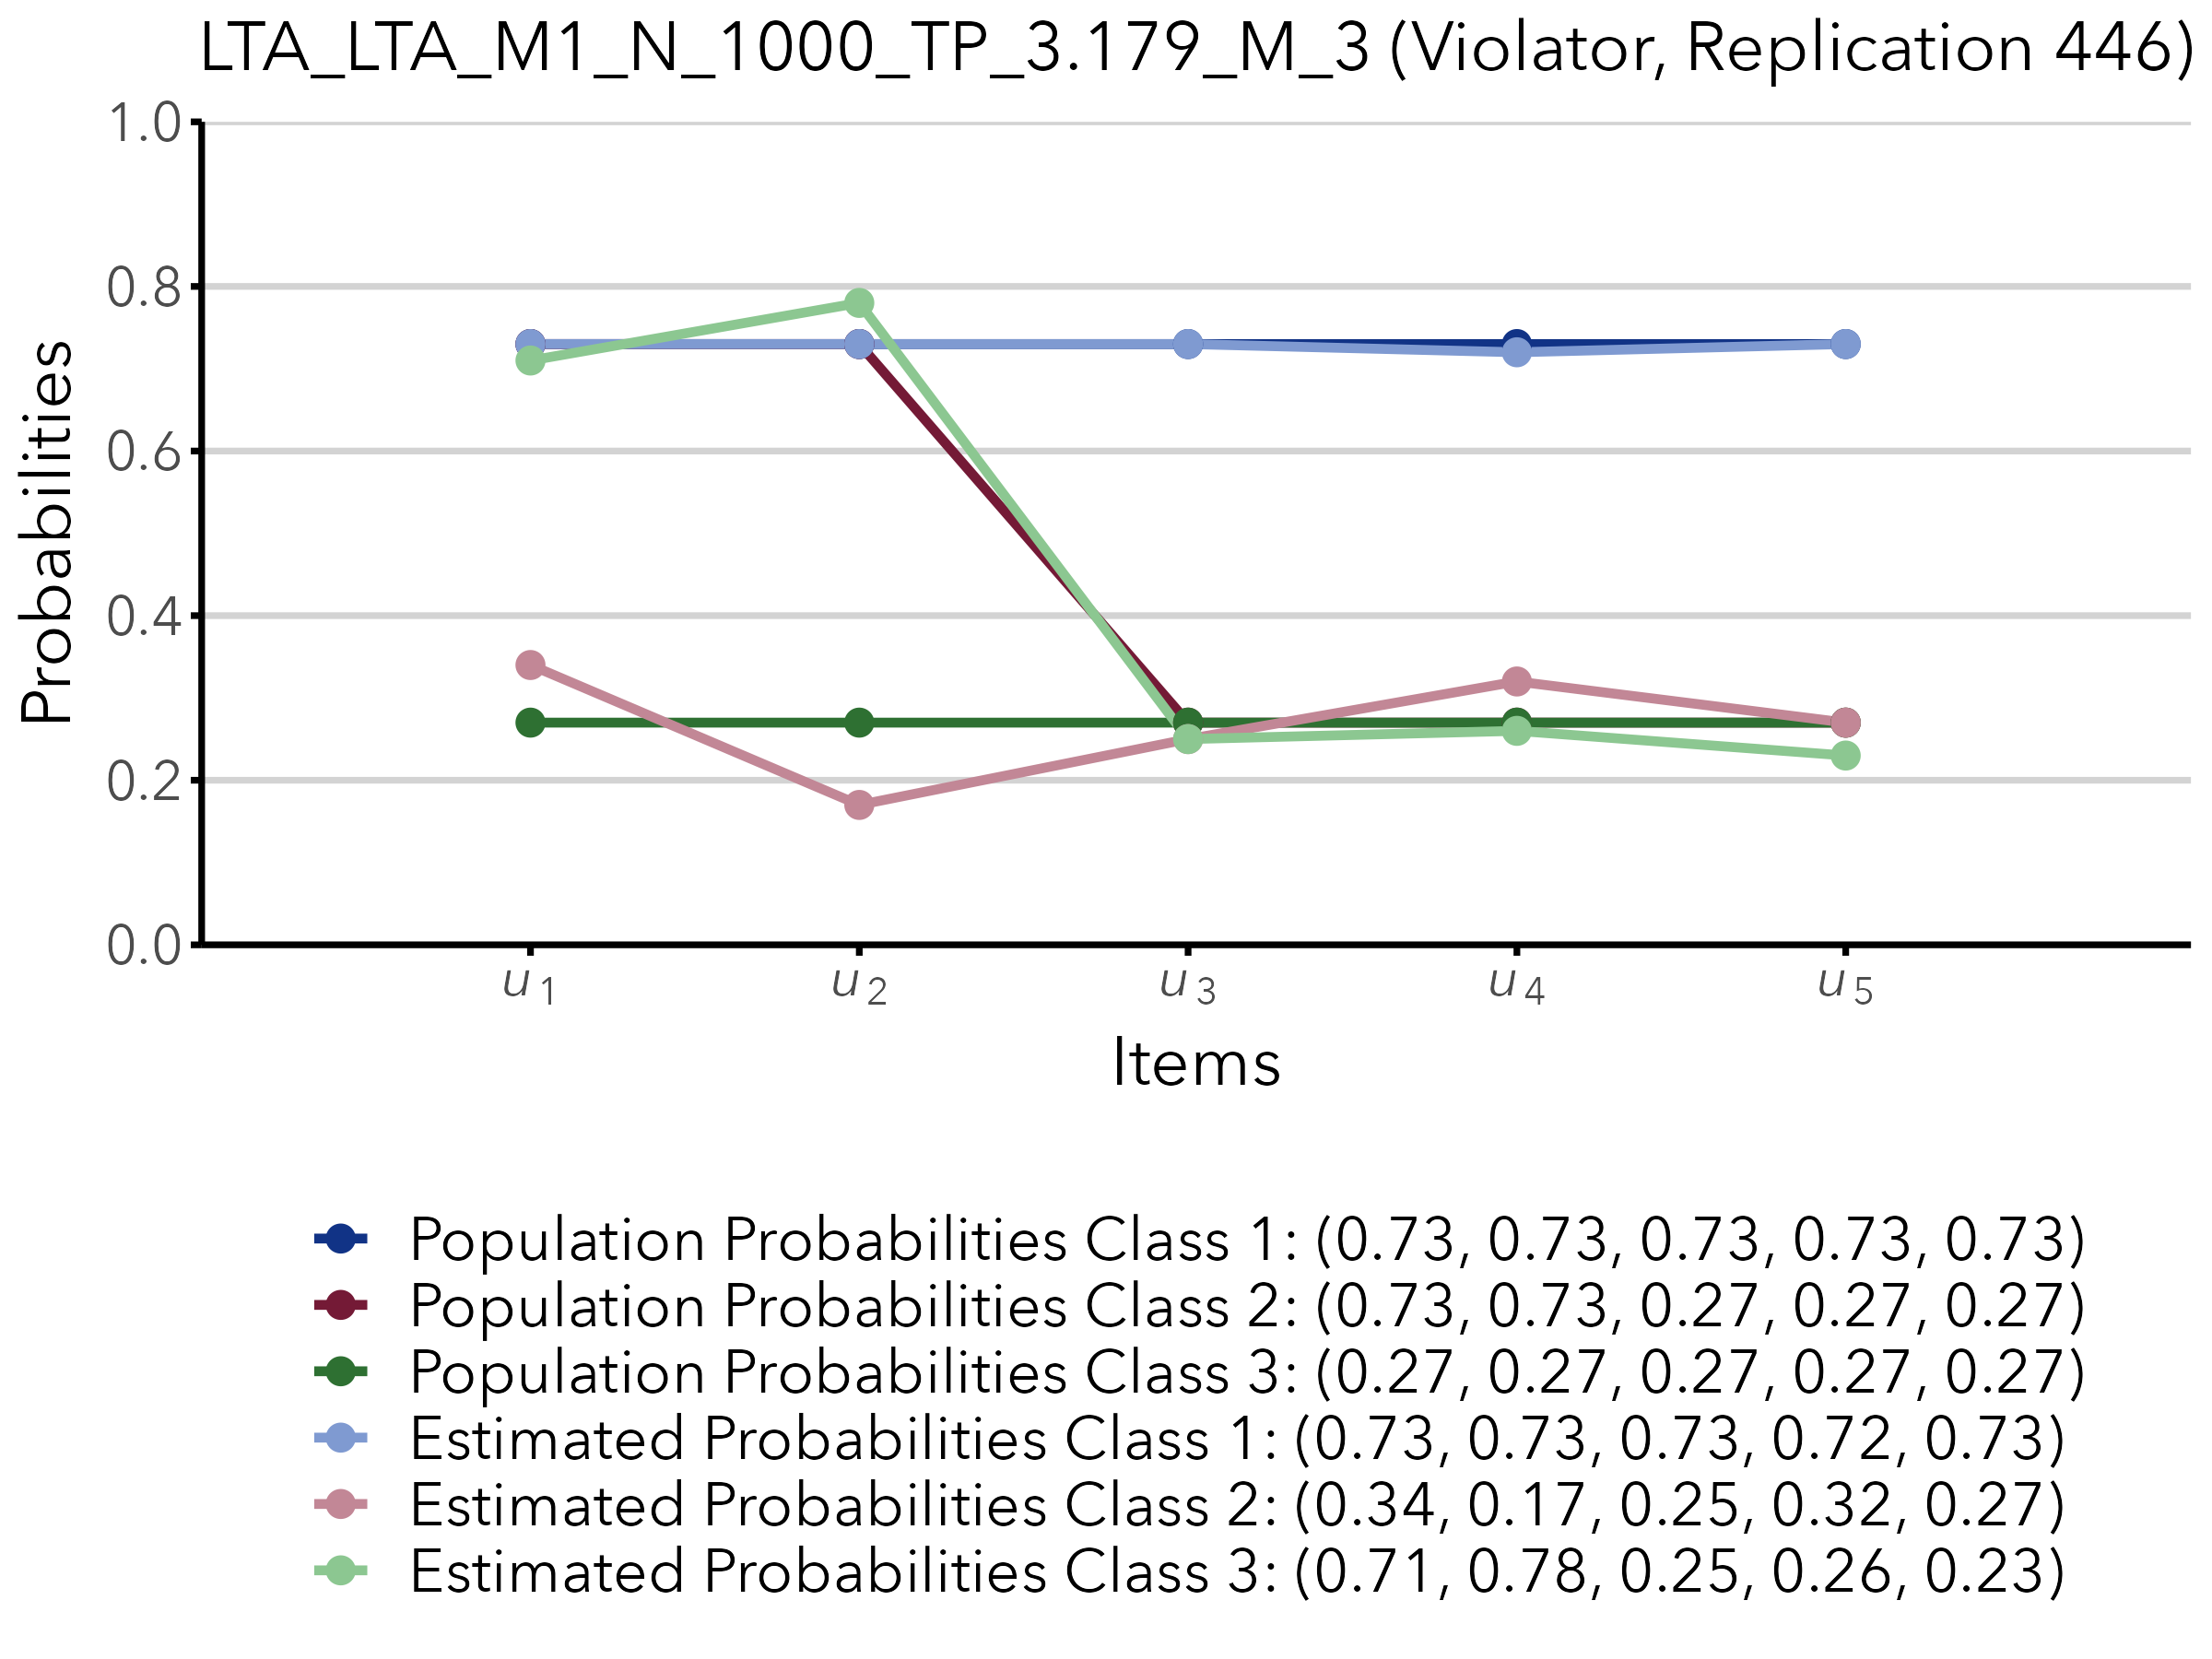 LTA_LTA_M1_N_1000_TP_3.179_M_3 (Violator, Replication 446)
1.0
0.8
0.6
0.4
0.2
0.0
Probabilities
u1 u2 u3 u4 u5
Items
Population Probabilities Class 1: (0.73, 0.73, 0.73, 0.73, 0.73)
Population Probabilities Class 2: (0.73, 0.73, 0.27, 0.27, 0.27)
Population Probabilities Class 3: (0.27, 0.27, 0.27, 0.27, 0.27)
Estimated Probabilities Class 1: (0.73, 0.73, 0.73, 0.72, 0.73)
Estimated Probabilities Class 2: (0.34, 0.17, 0.25, 0.32, 0.27)
Estimated Probabilities Class 3: (0.71, 0.78, 0.25, 0.26, 0.23)